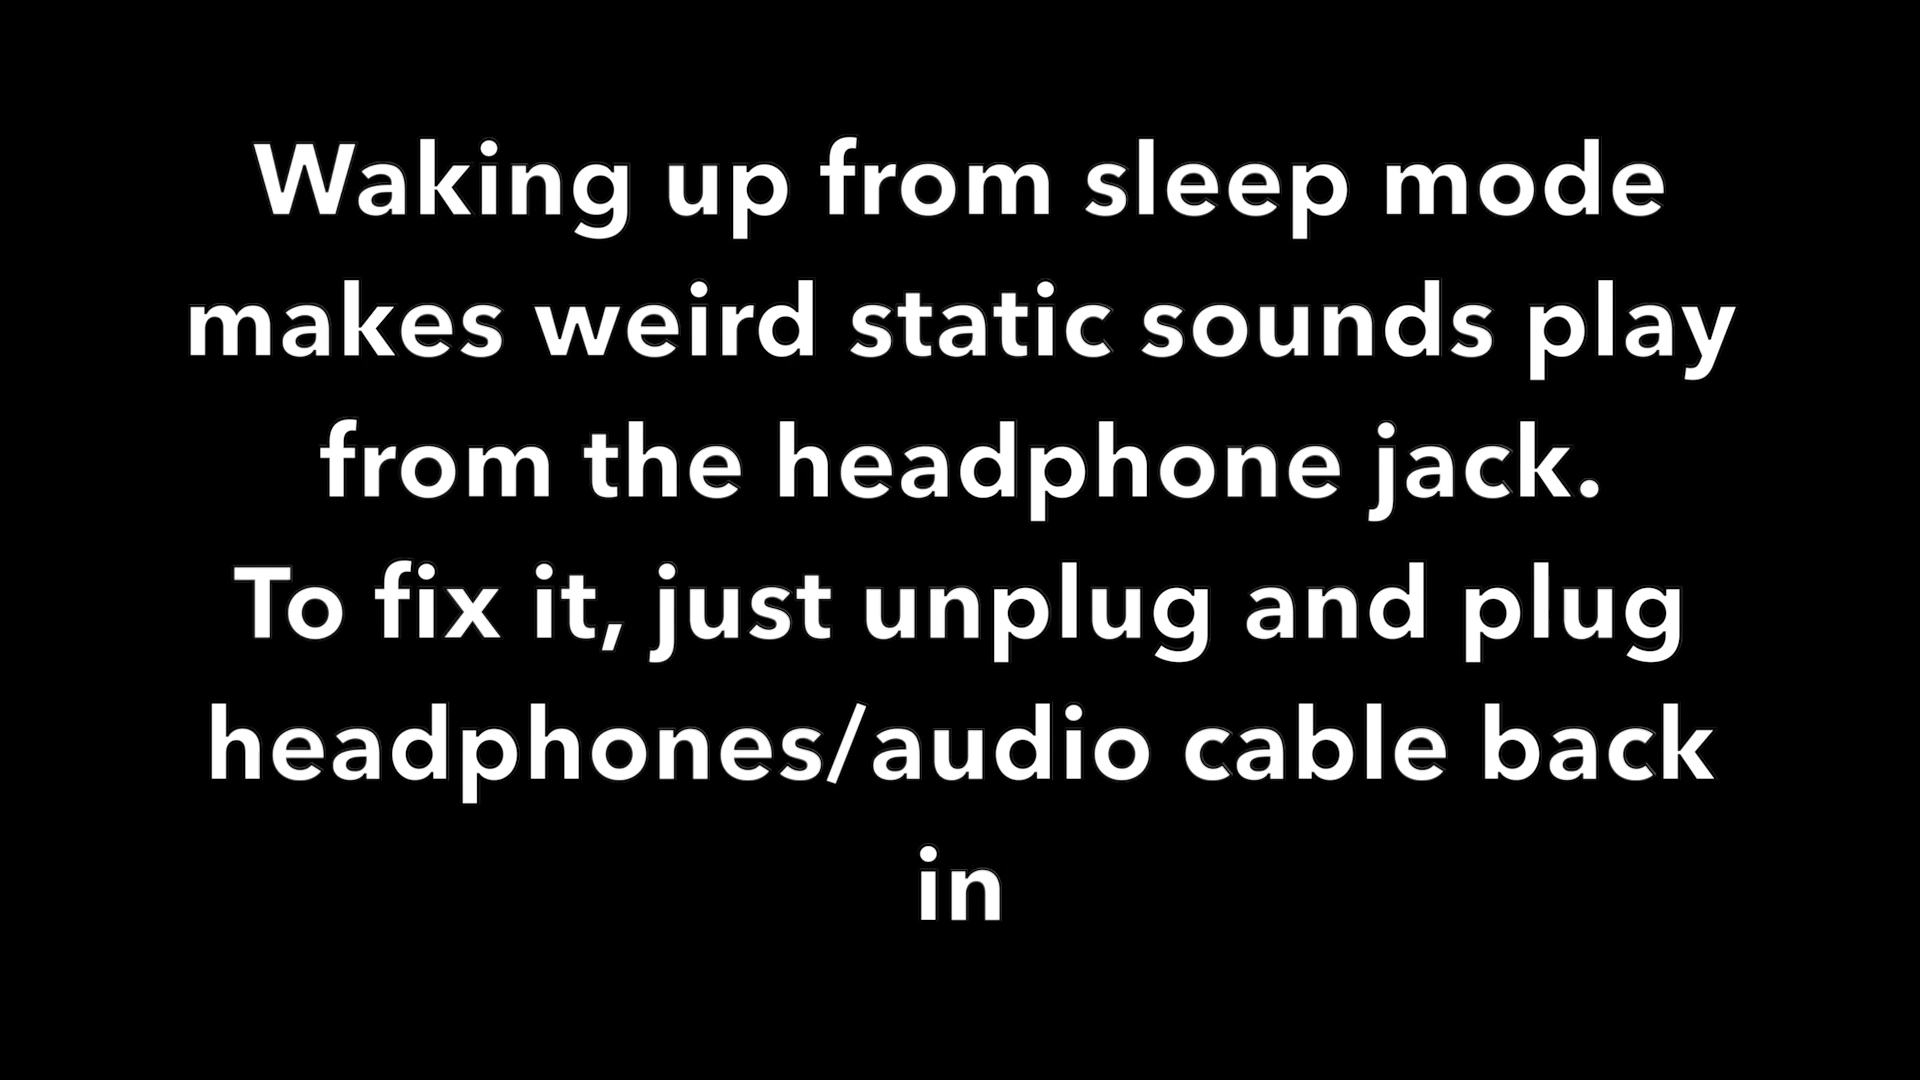 Waking up from sleep mode
makes weird static sounds play
from the headphone jack.
To fix it, just unplug and plug
headphones/audio cable back
in